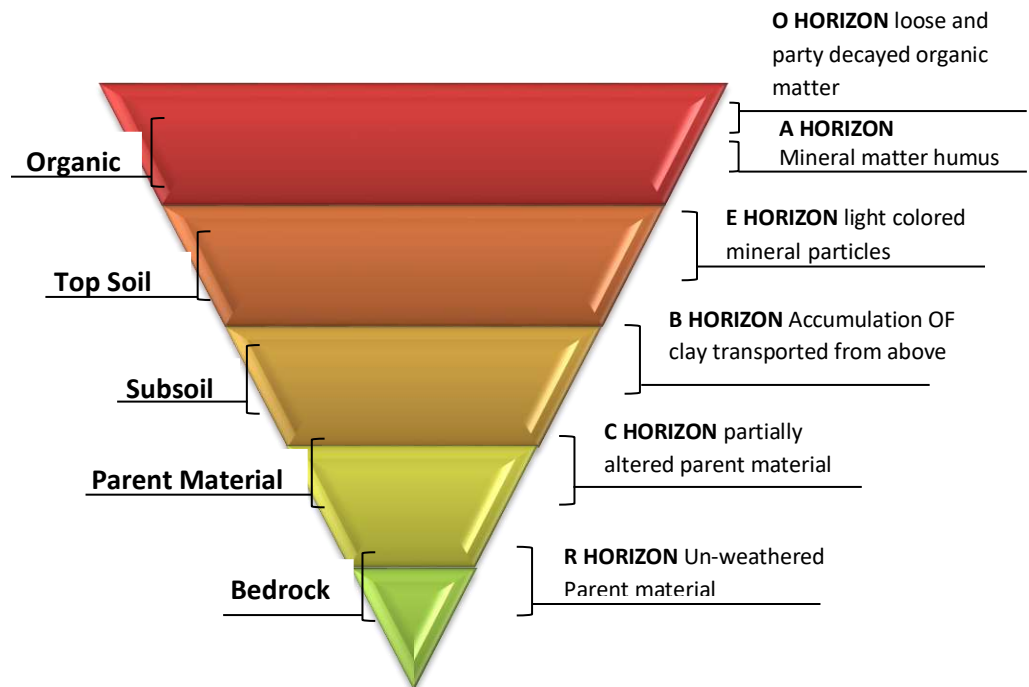 O HORIZON loose and
party decayed organic
matter
A HORIZON
Mineral matter humus
Organic
E HORIZON light colored
mineral particles
Top Soil
B HORIZON Accumulation OF
clay transported from above
Subsoil
C HORIZON partially
altered parent material
Parent Material
R HORIZON Un-weathered
Parent material
Bedrock